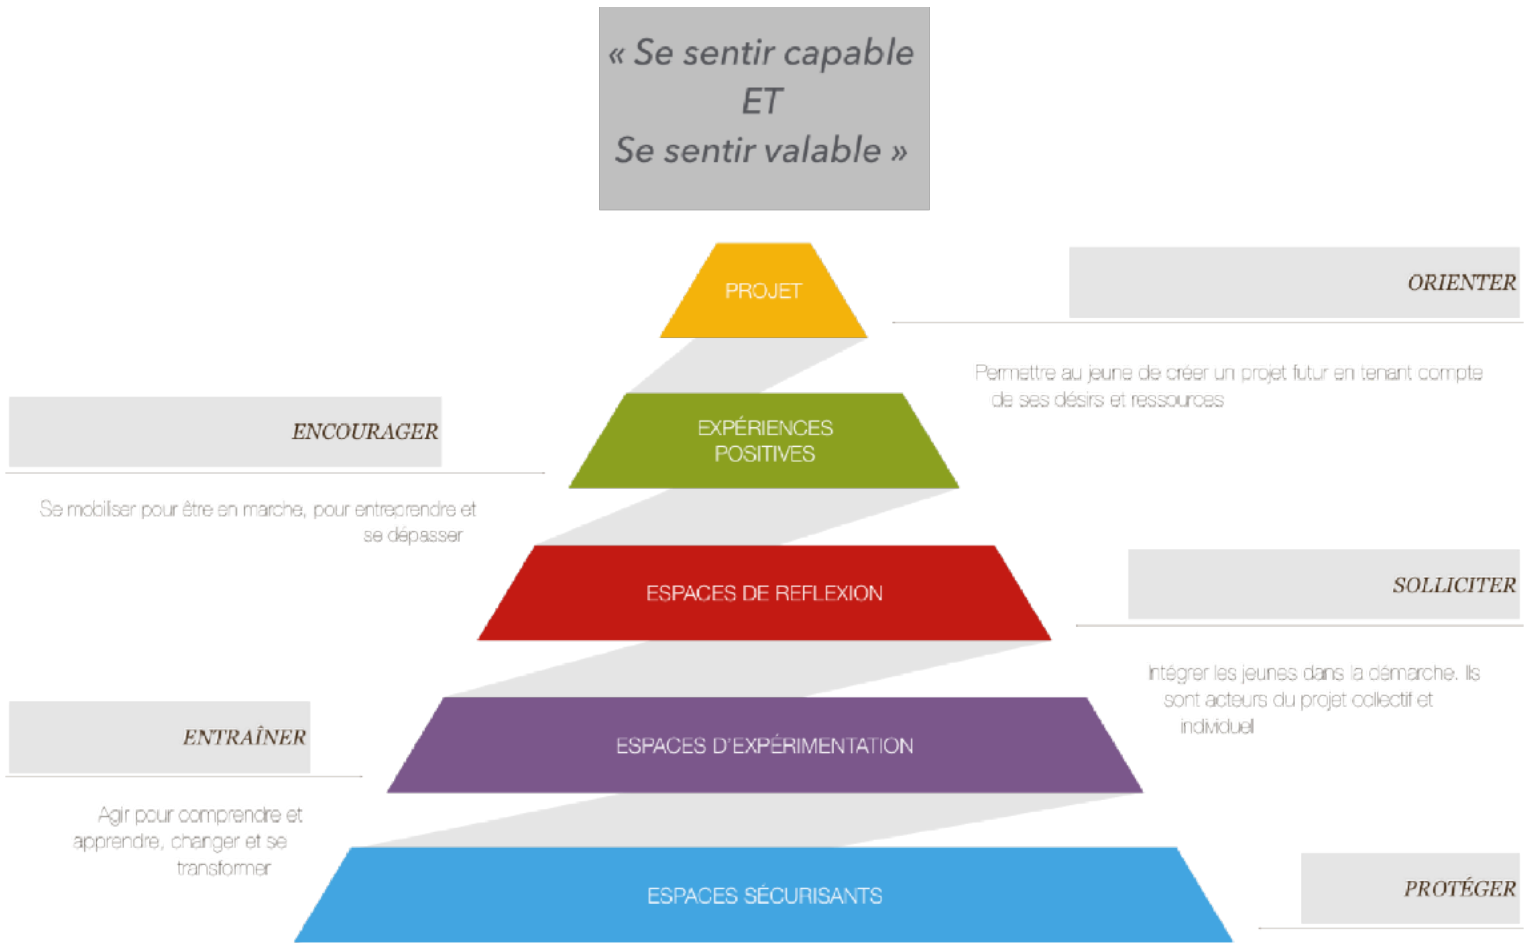 « Se sentir capable
ET
Se sentir valable »
PROJET
ORIENTER
Permettre au jeune de créer un projet futur en tenant compte
de ses désirs et ressources
EXPÉRIENCES
POSITIVES
ENCOURAGER
Se mobiliser pour être en marche, pour entreprendre et
se dépasser
ESPACES DE REFLEXION
SOLLICITER
Intégrer les jeunes dans la démarche. Ils
sont acteurs du projet collectif et
individuel
ENTRAÎNER
ESPACES D'EXPÉRIMENTATION
Agir pour comprendre et
apprendre, changer et se
transformer
ESPACES SÉCURISANTS
PROTÉGER